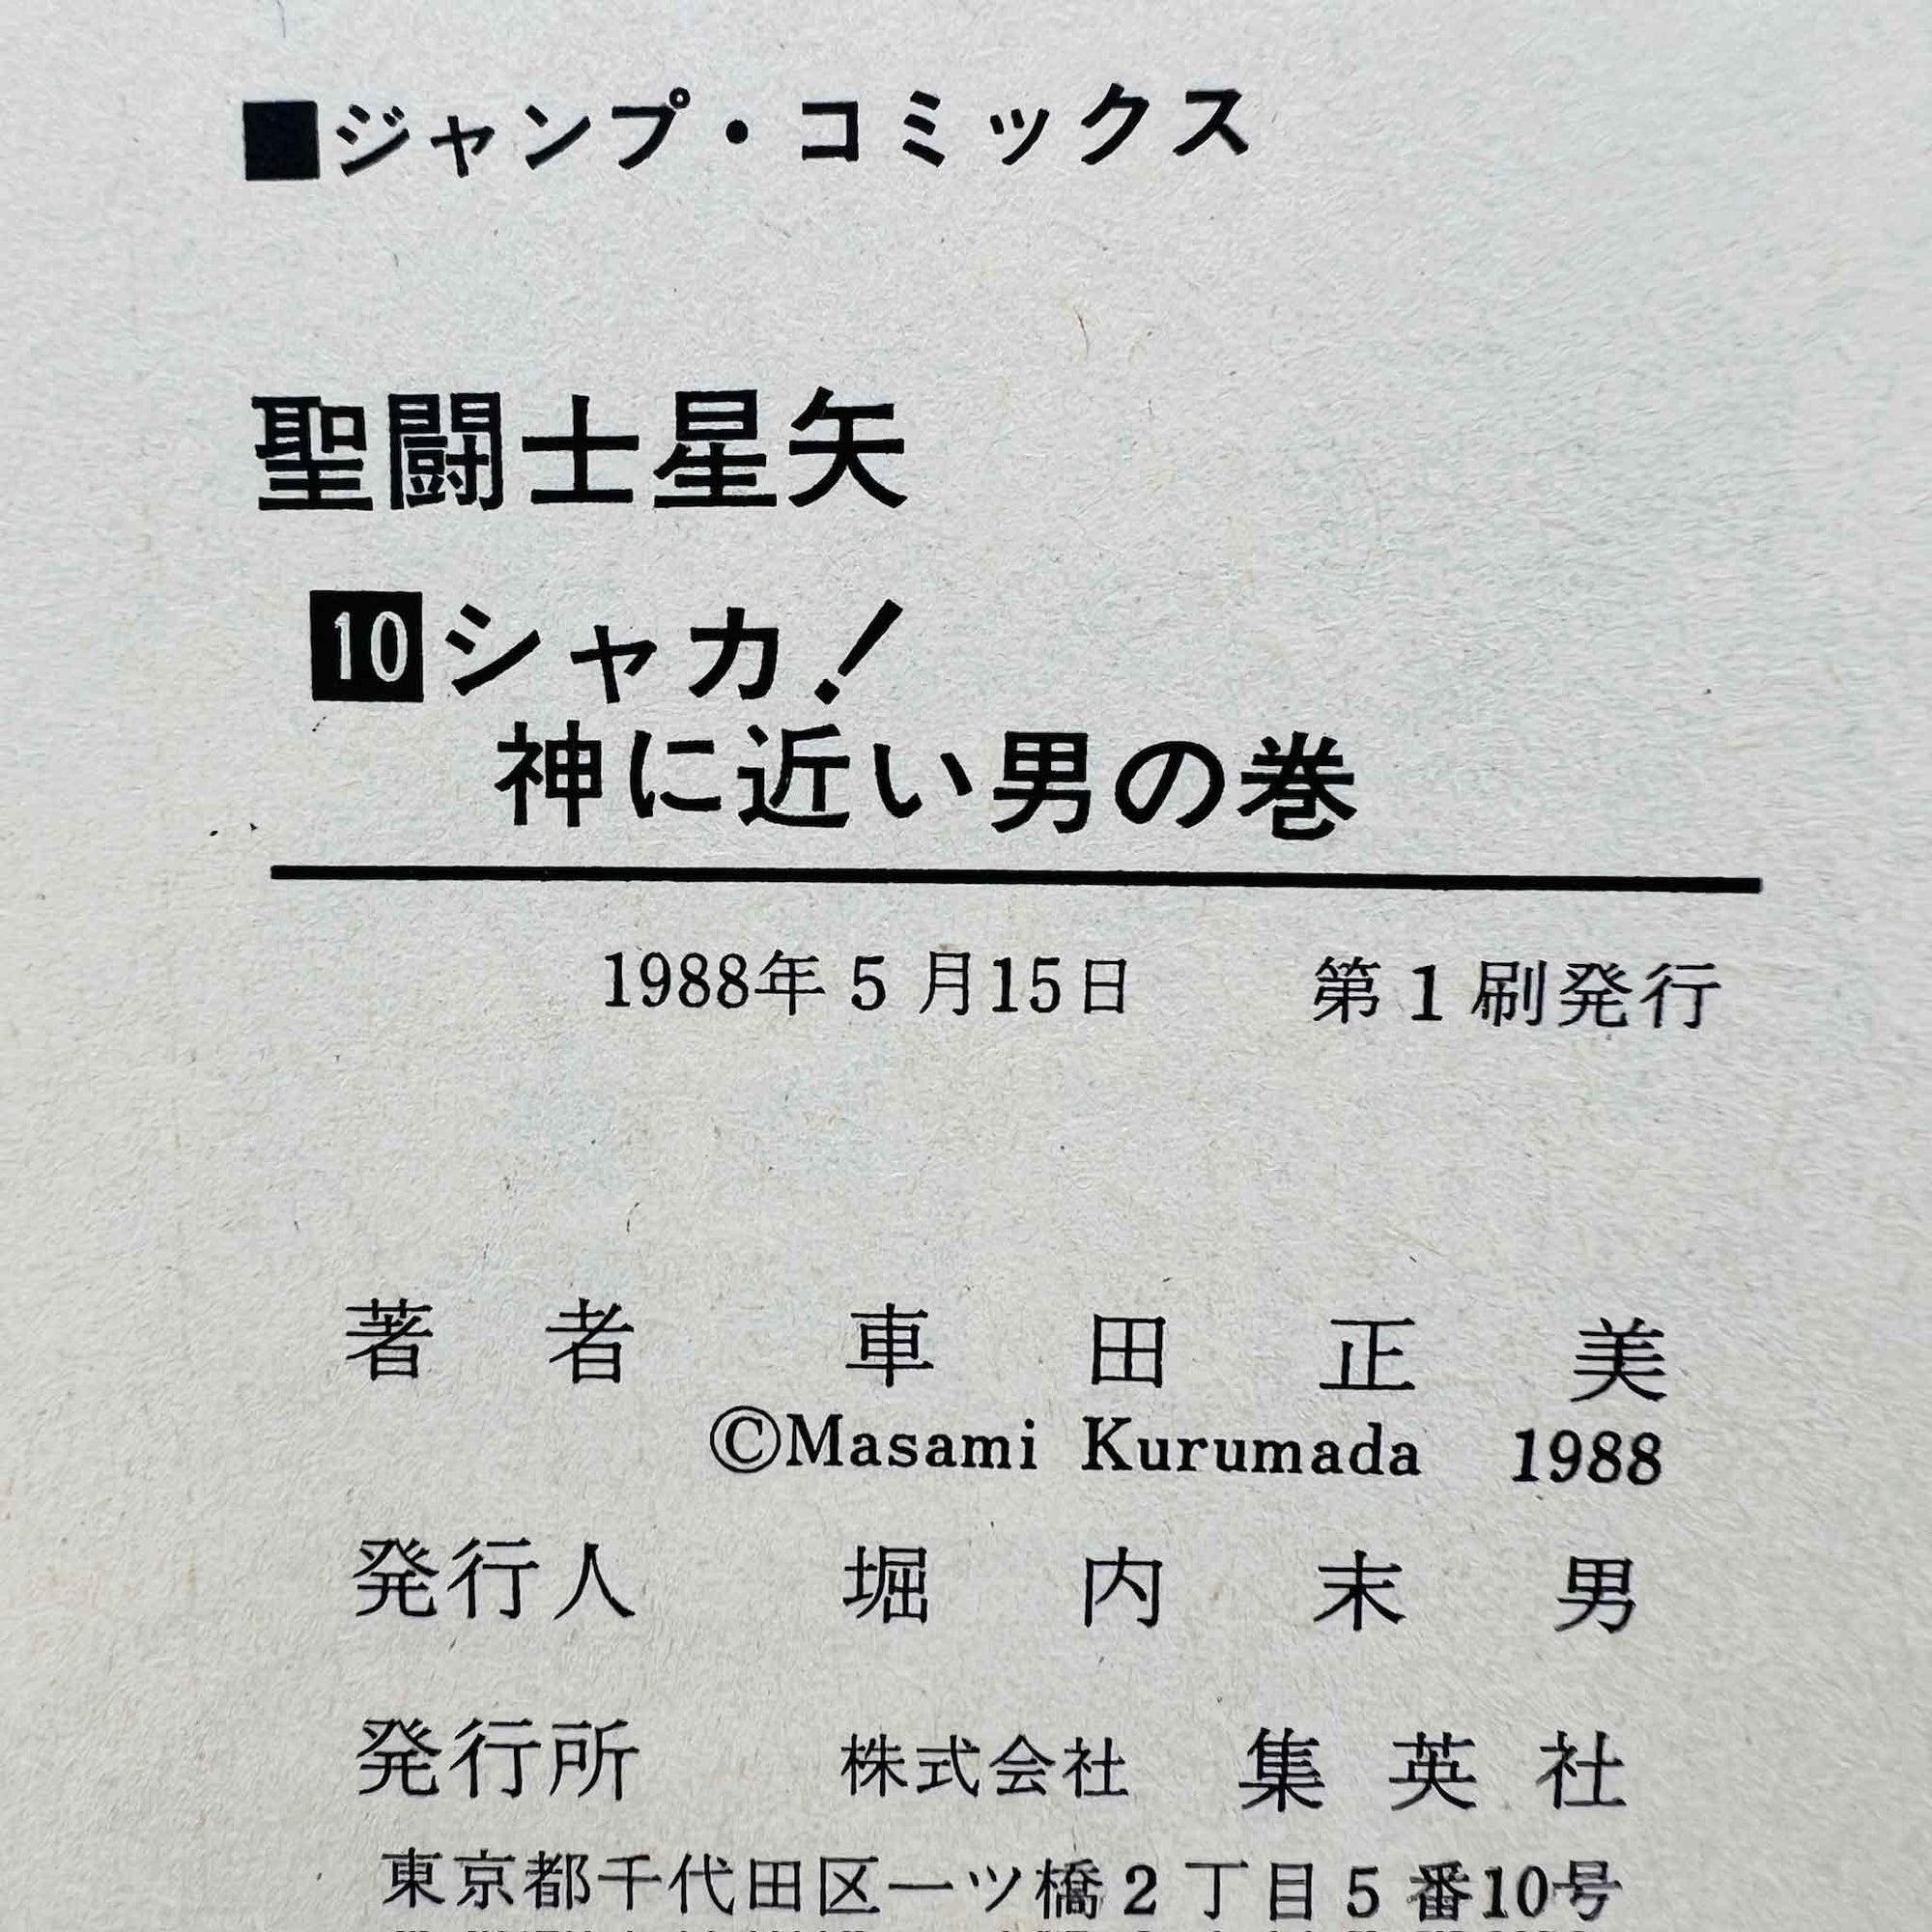 ■ジャンプ・コミックス
聖闘士星矢
10シャカ!
神に近い男の巻
1988年5月15日 第1刷発行
著者 車田正美
©Masami Kurumada 1988
発行人 堀内末男
発行所 株式会社 集英社
東京都千代田区一ツ橋2丁目5番10号